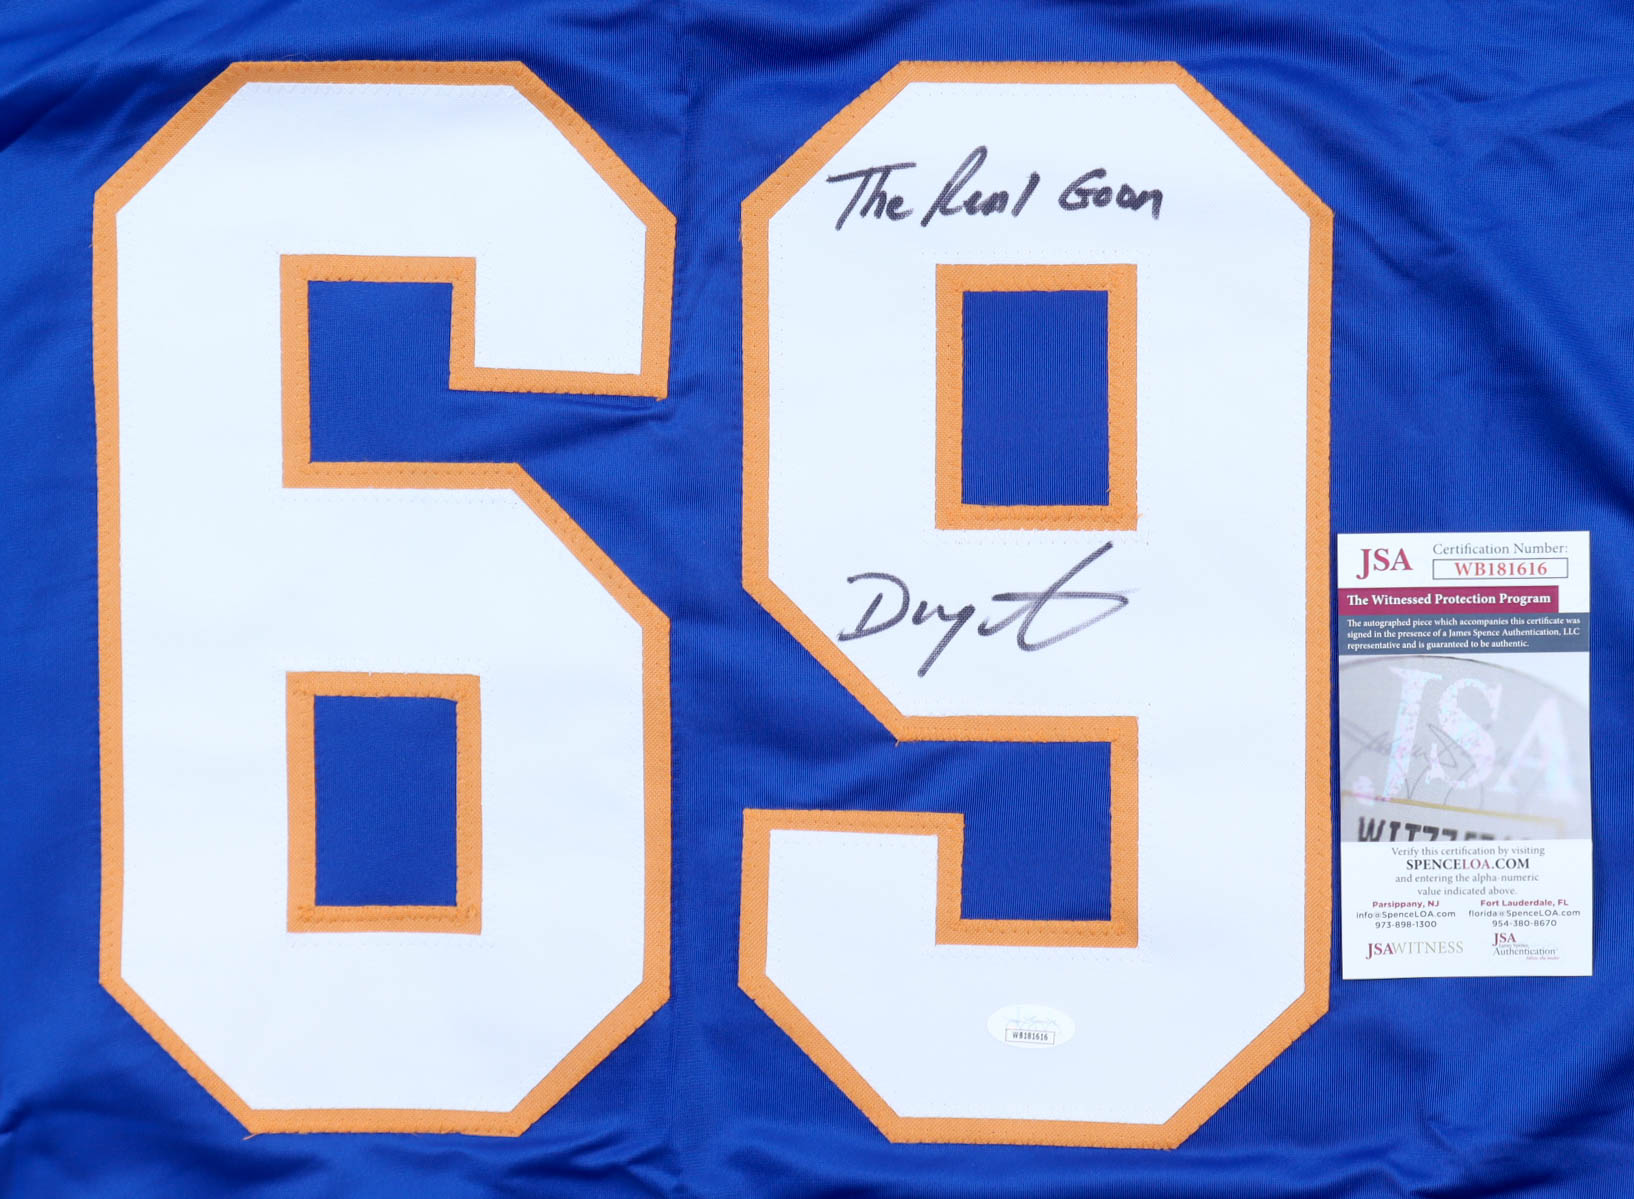 69
The Real Goon
JSA
Certification Number:
WB181616
The Witnessed Protection Program
The autographed piece which accompanies this certificate was
signed in the presence of a James Spence Authentication, LLC
representative and is guaranteed to be authentic.
JSA
Verify this certification by visiting
SPENCELOA.COM
and entering the alpha-numeric
value indicated above.
Parsippany, NJ
info@SpenceLOA.com
973-898-1300
Fort Lauderdale, FL
florida@SpenceLOA.com
954-380-8670
JSAWITNESS
JSA
Authentication
WB181616